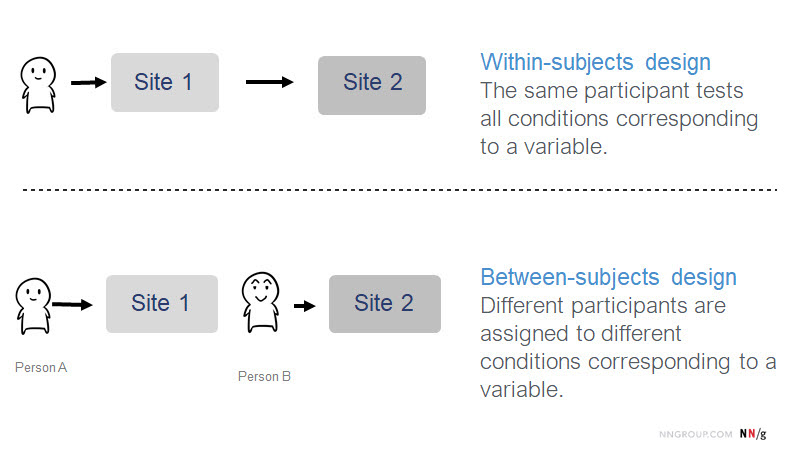 Site 1
Site 2
Within-subjects design
The same participant tests
all conditions corresponding
to a variable.
Site 1
Site 2
Person A
Person B
Between-subjects design
Different participants are
assigned to different
conditions corresponding to a
variable.
NNGROUP.COM NN/g